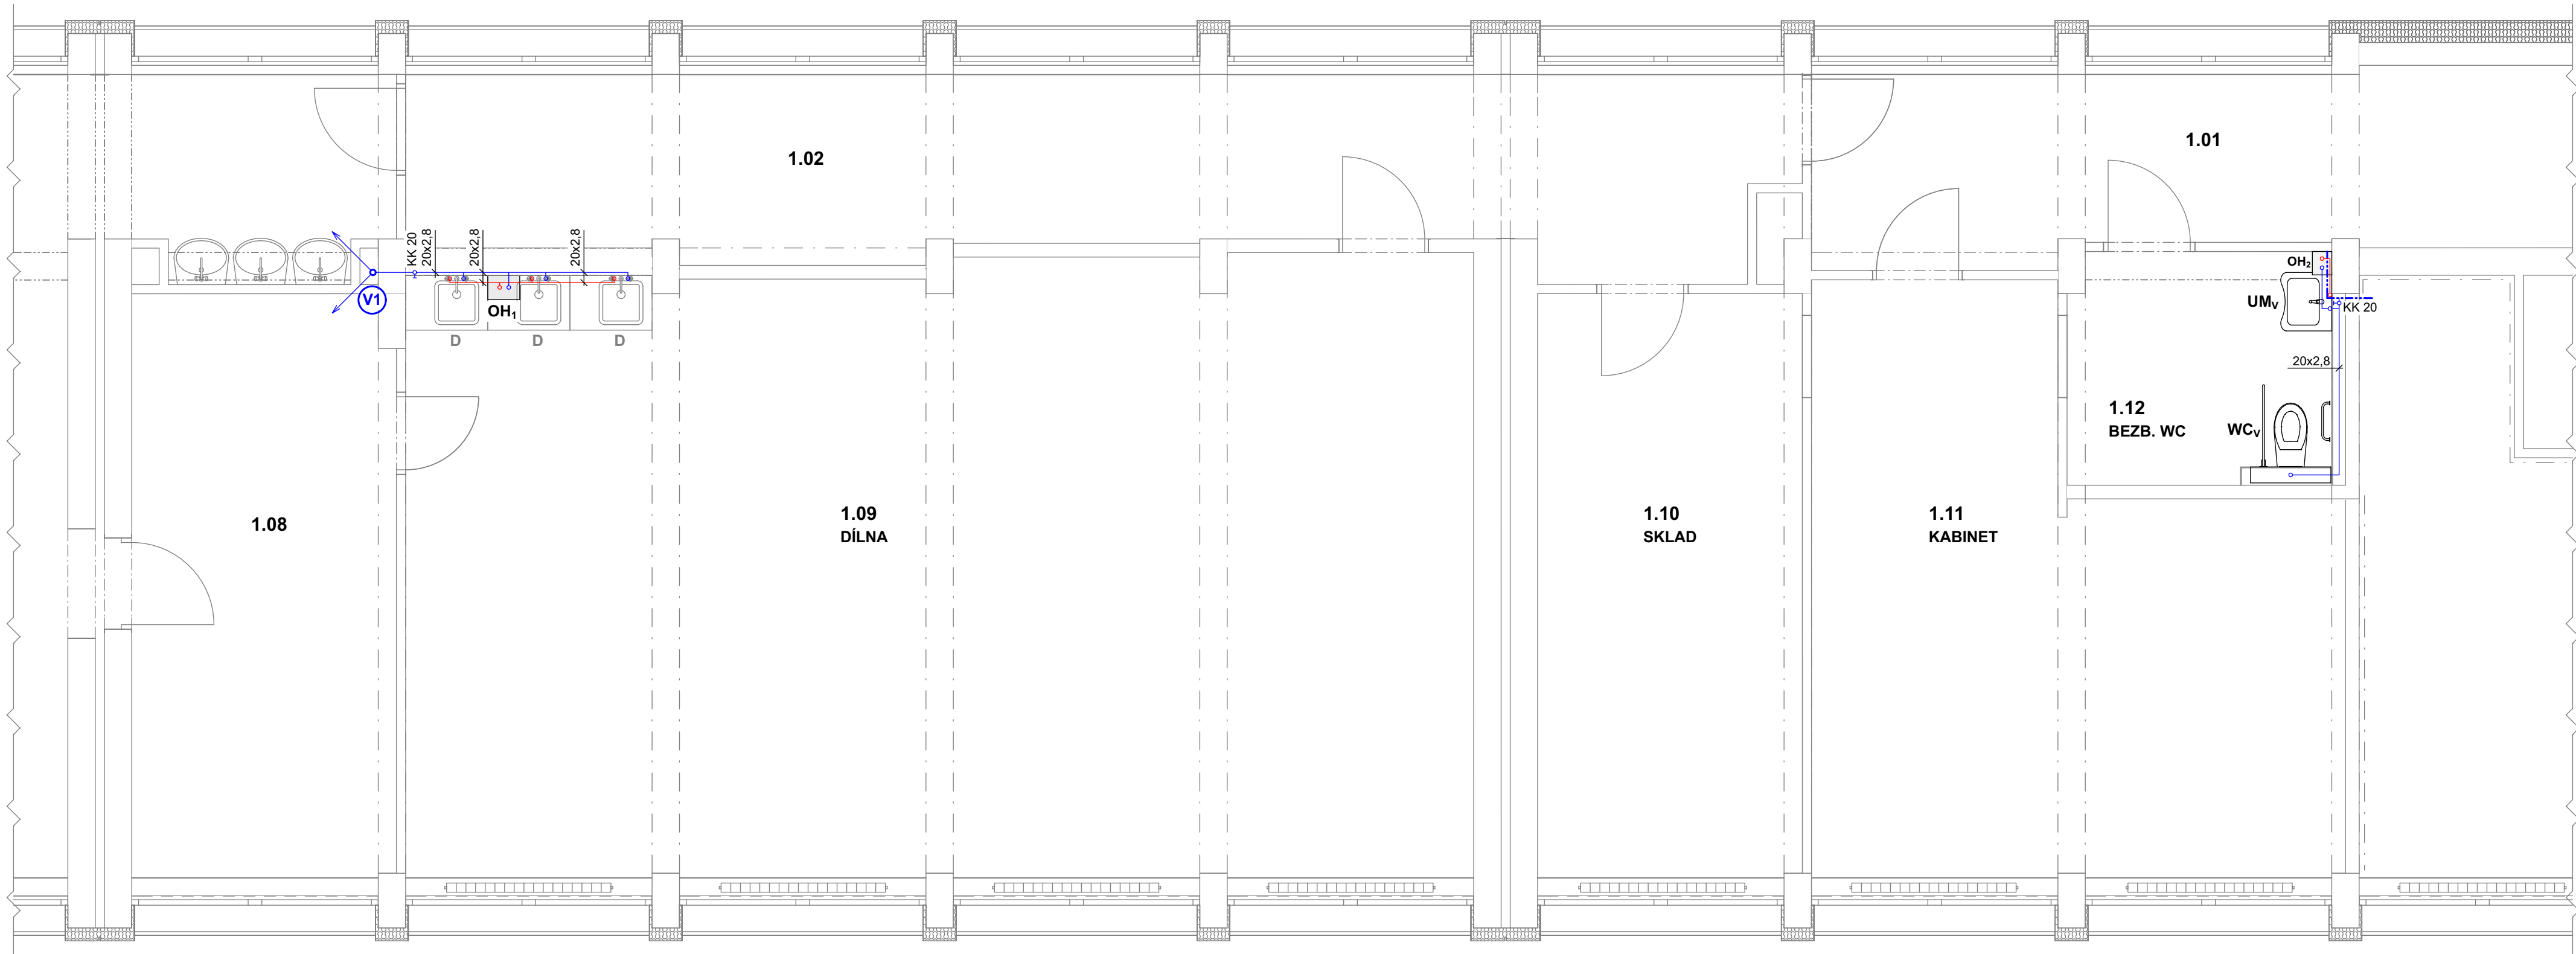 1.01
1.02
KK 20
20x2,8
20x2,8
20x2,8
V1
OH1
D
D
D
OH2
UMV
KK 20
20x2,8
1.12
BEZB. WC
WCV
1.08
1.09
DÍLNA
1.10
SKLAD
1.11
KABINET